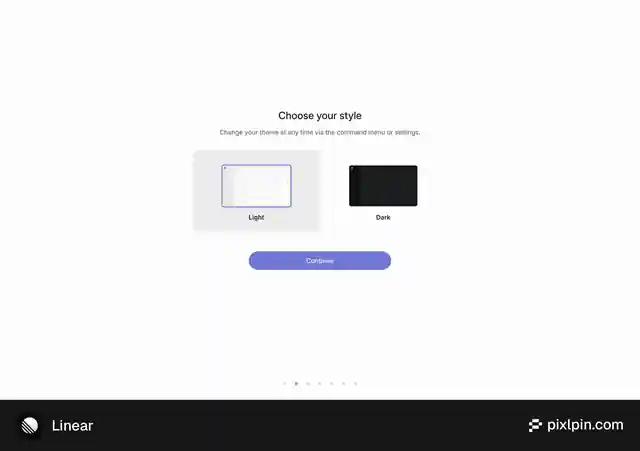 Choose your style
Change your theme at any time via the command menu or settings.
Light
Dark
Continue
Linear
pixlpin.com